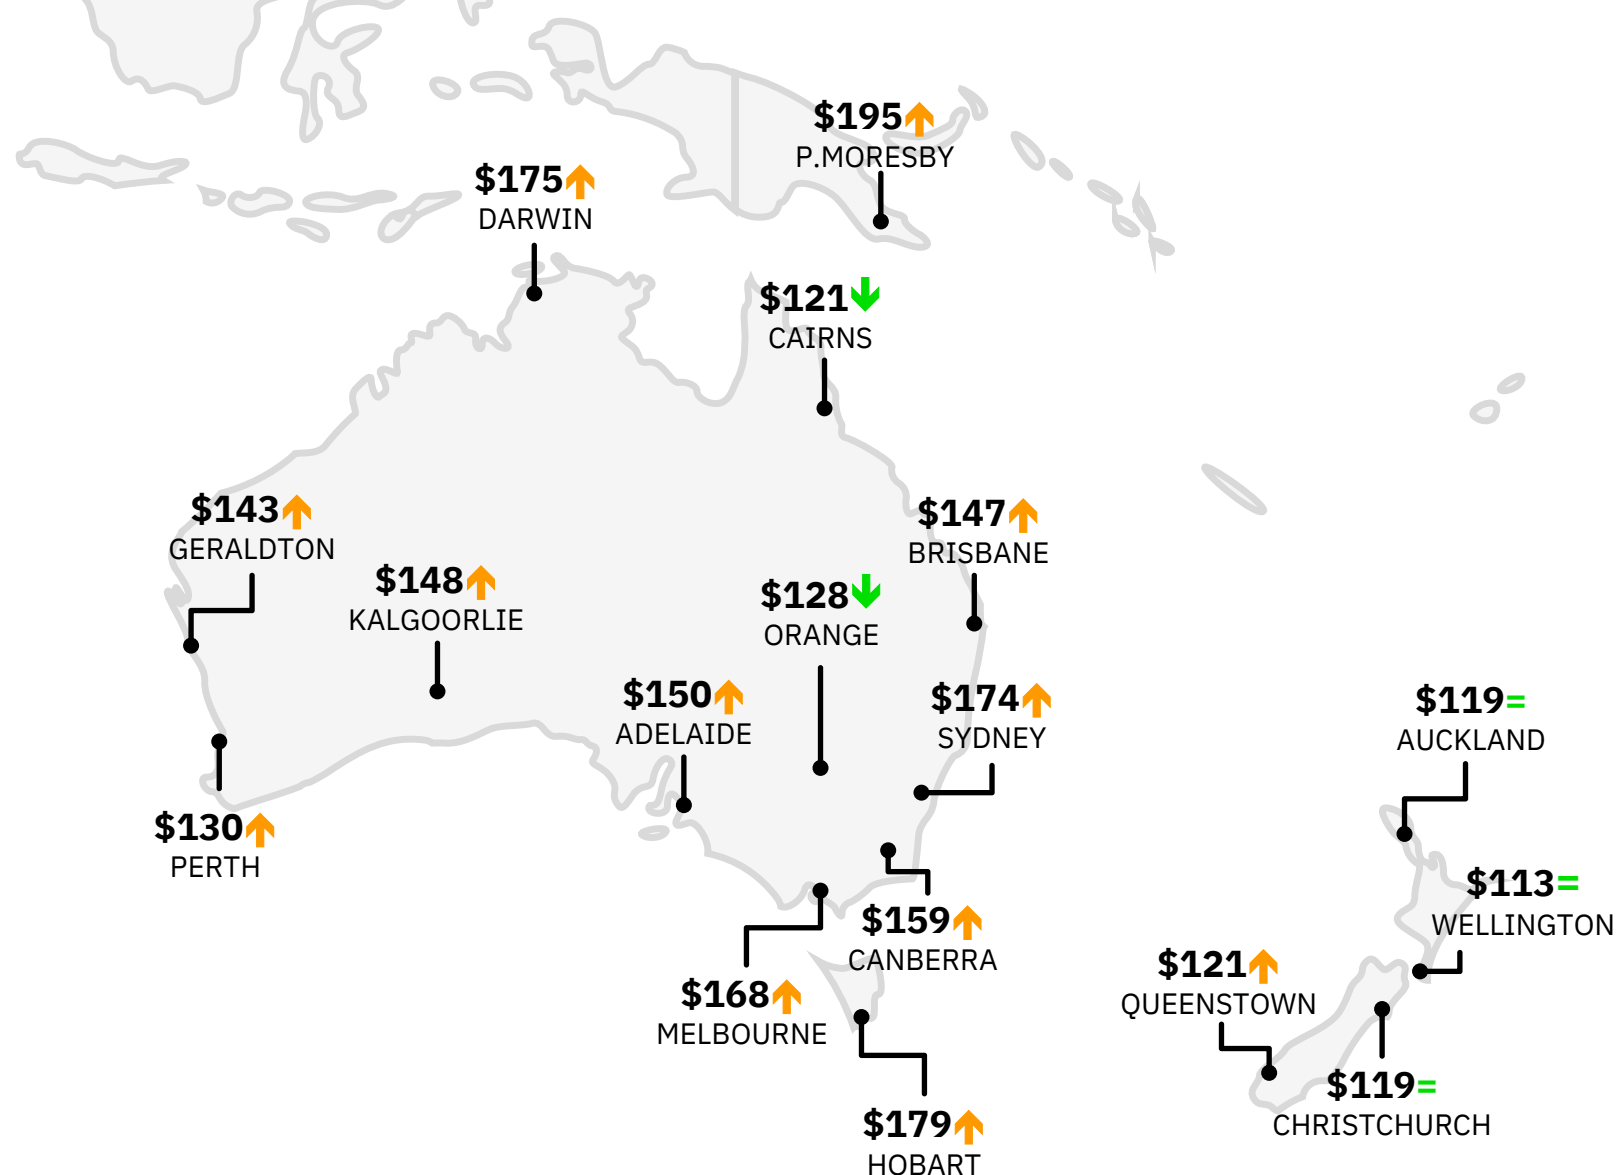 $195↑
P.MORESBY
$175↑
DARWIN
$121↓
CAIRNS
$143↑
GERALDTON
$147↑
BRISBANE
$148↑
KALGOORLIE
$128↓
ORANGE
$150↑
ADELAIDE
$174↑
SYDNEY
$119=
AUCKLAND
$130↑
PERTH
$113=
WELLINGTON
$159↑
CANBERRA
$121↑
QUEENSTOWN
$168↑
MELBOURNE
$119=
CHRISTCHURCH
$179↑
HOBART